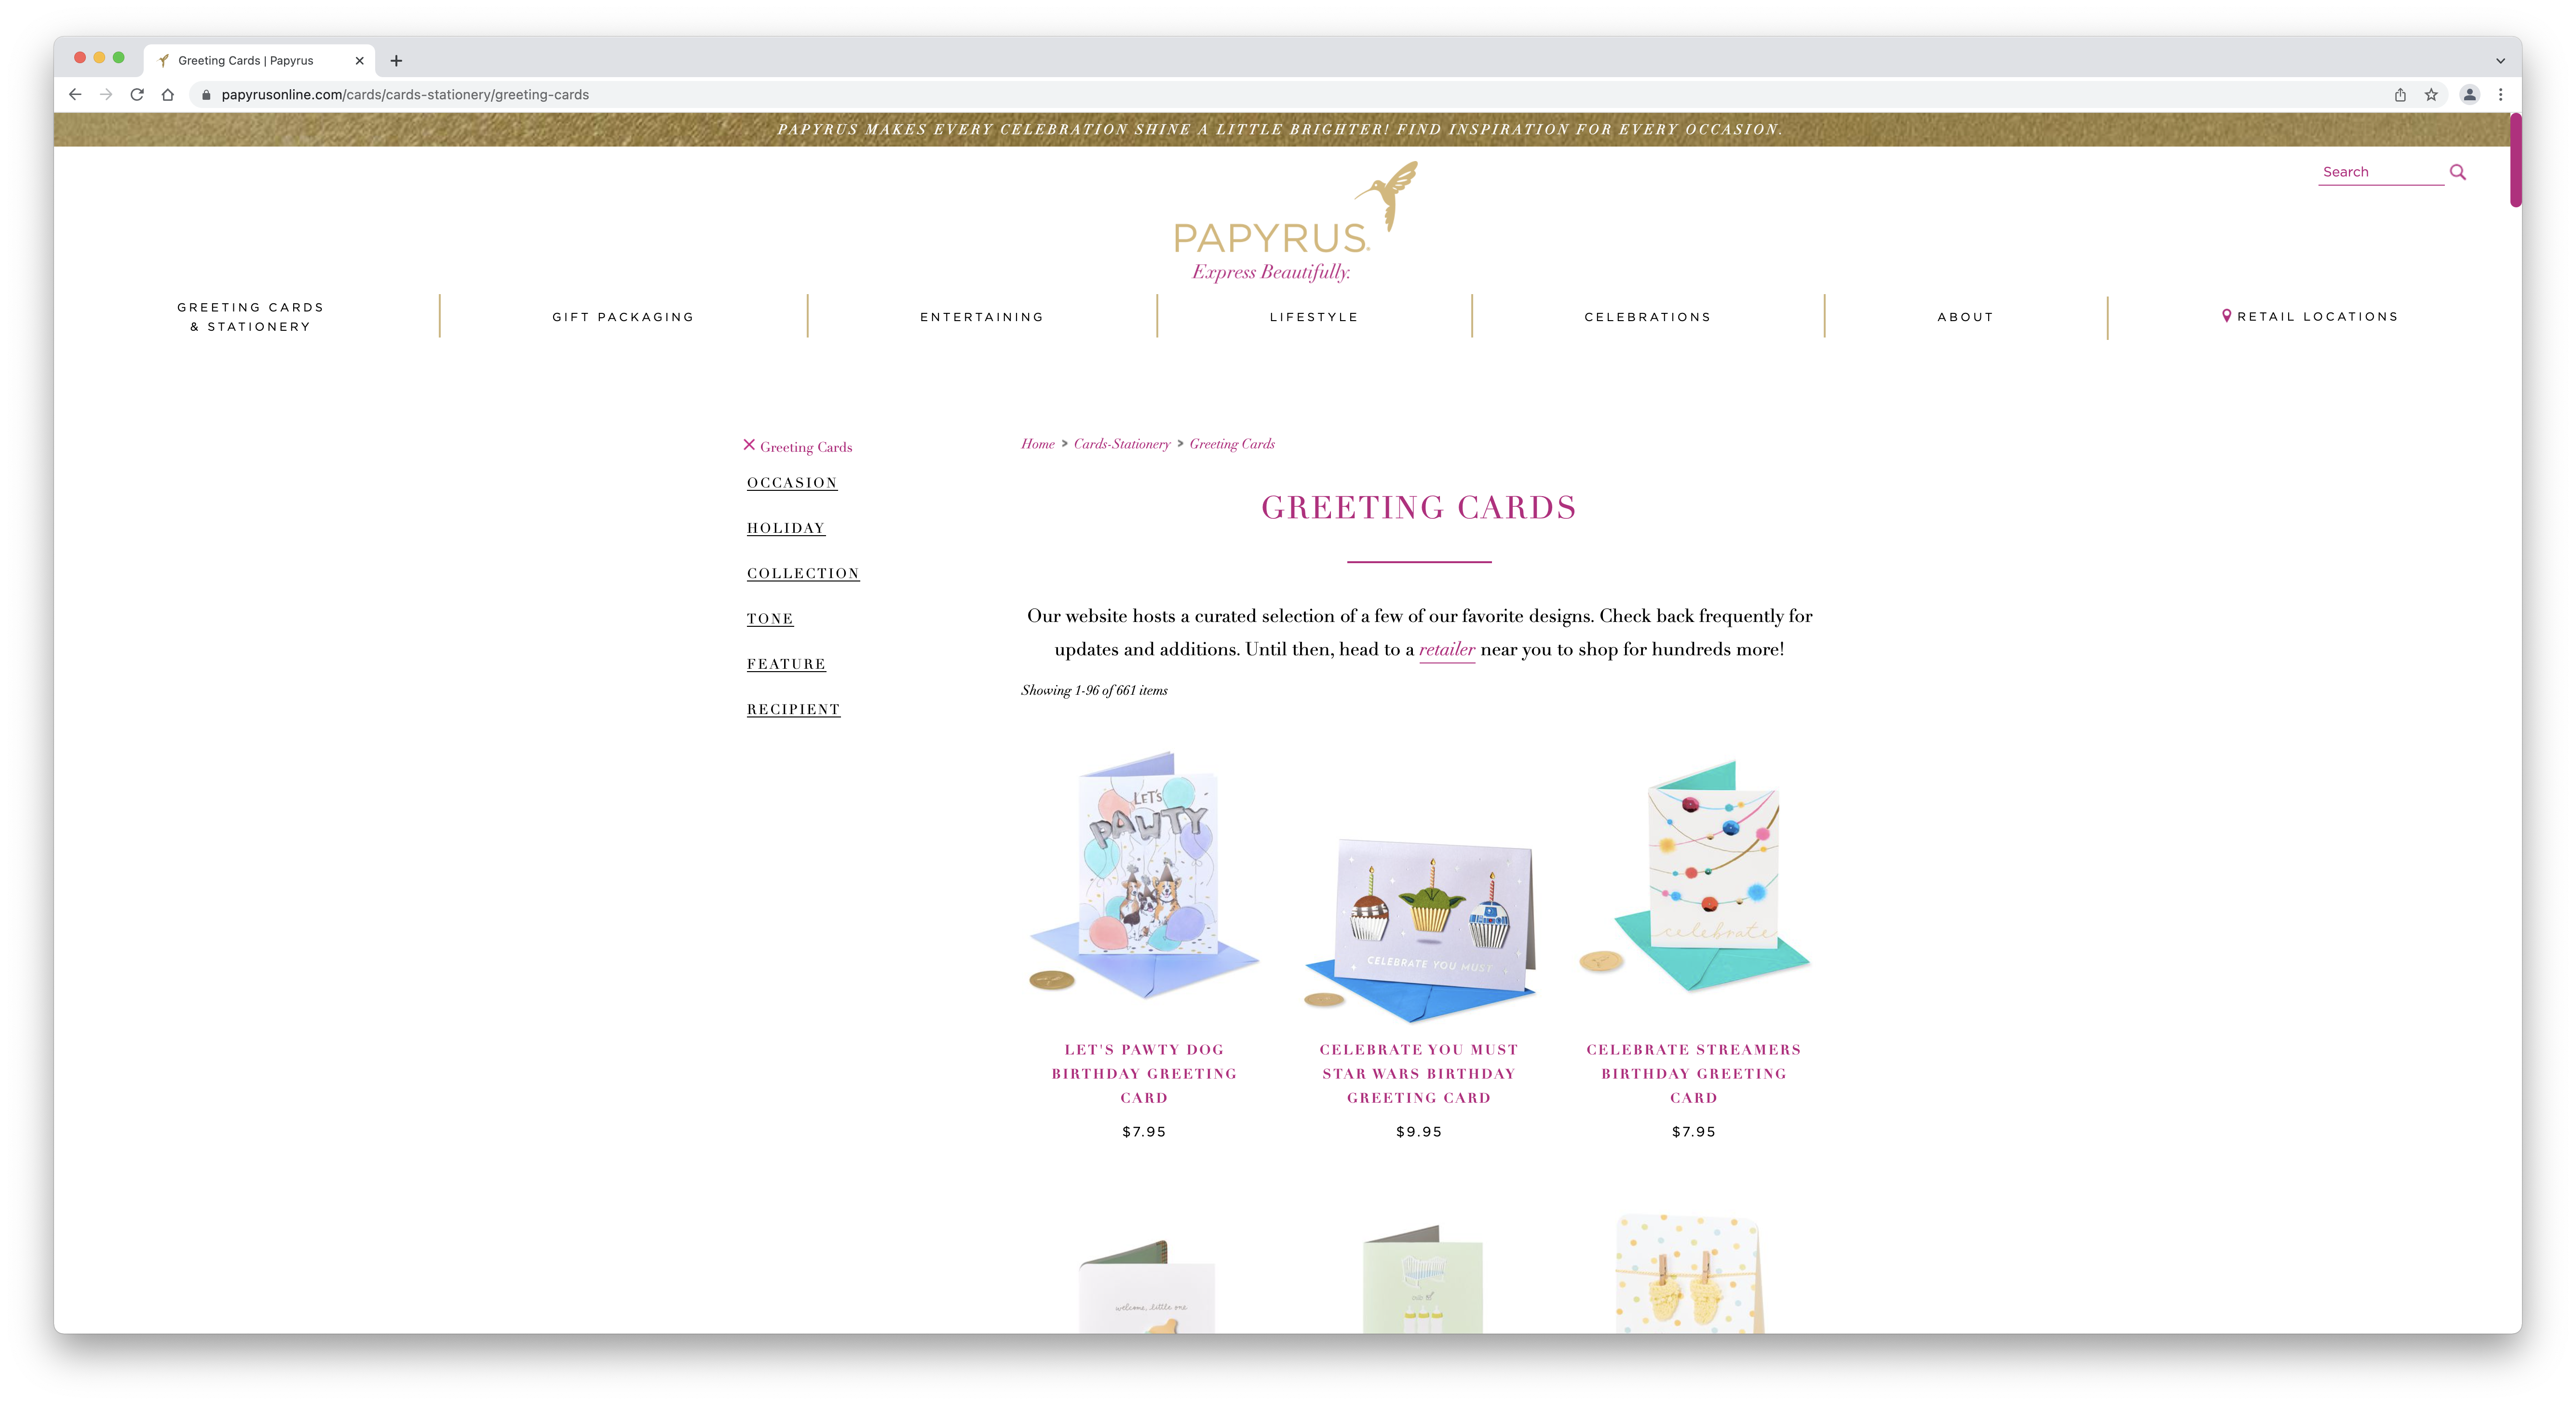 Greeting Cards | Papyrus
papyrusonline.com/cards/cards-stationery/greeting-cards
PAPYRUS MAKES EVERY CELEBRATION SHINE A LITTLE BRIGHTER! FIND INSPIRATION FOR EVERY OCCASION.
Search
PAPYRUS.
Express Beautifully.
GREETING CARDS
& STATIONERY
GIFT PACKAGING
ENTERTAINING
LIFESTYLE
CELEBRATIONS
ABOUT
RETAIL LOCATIONS
Greeting Cards
OCCASION
HOLIDAY
COLLECTION
TONE
FEATURE
RECIPIENT
Home > Cards-Stationery > Greeting Cards
GREETING CARDS
Our website hosts a curated selection of a few of our favorite designs. Check back frequently for
updates and additions. Until then, head to a retailer near you to shop for hundreds more!
Showing 1-96 of 661 items
LET'S
PAWTY
CELEBRATE YOU MUST
celebrate
LET'S PAWTY DOG
BIRTHDAY GREETING
CARD
$7.95
CELEBRATE YOU MUST
STAR WARS BIRTHDAY
GREETING CARD
$9.95
CELEBRATE STREAMERS
BIRTHDAY GREETING
CARD
$7.95
welcome, little one